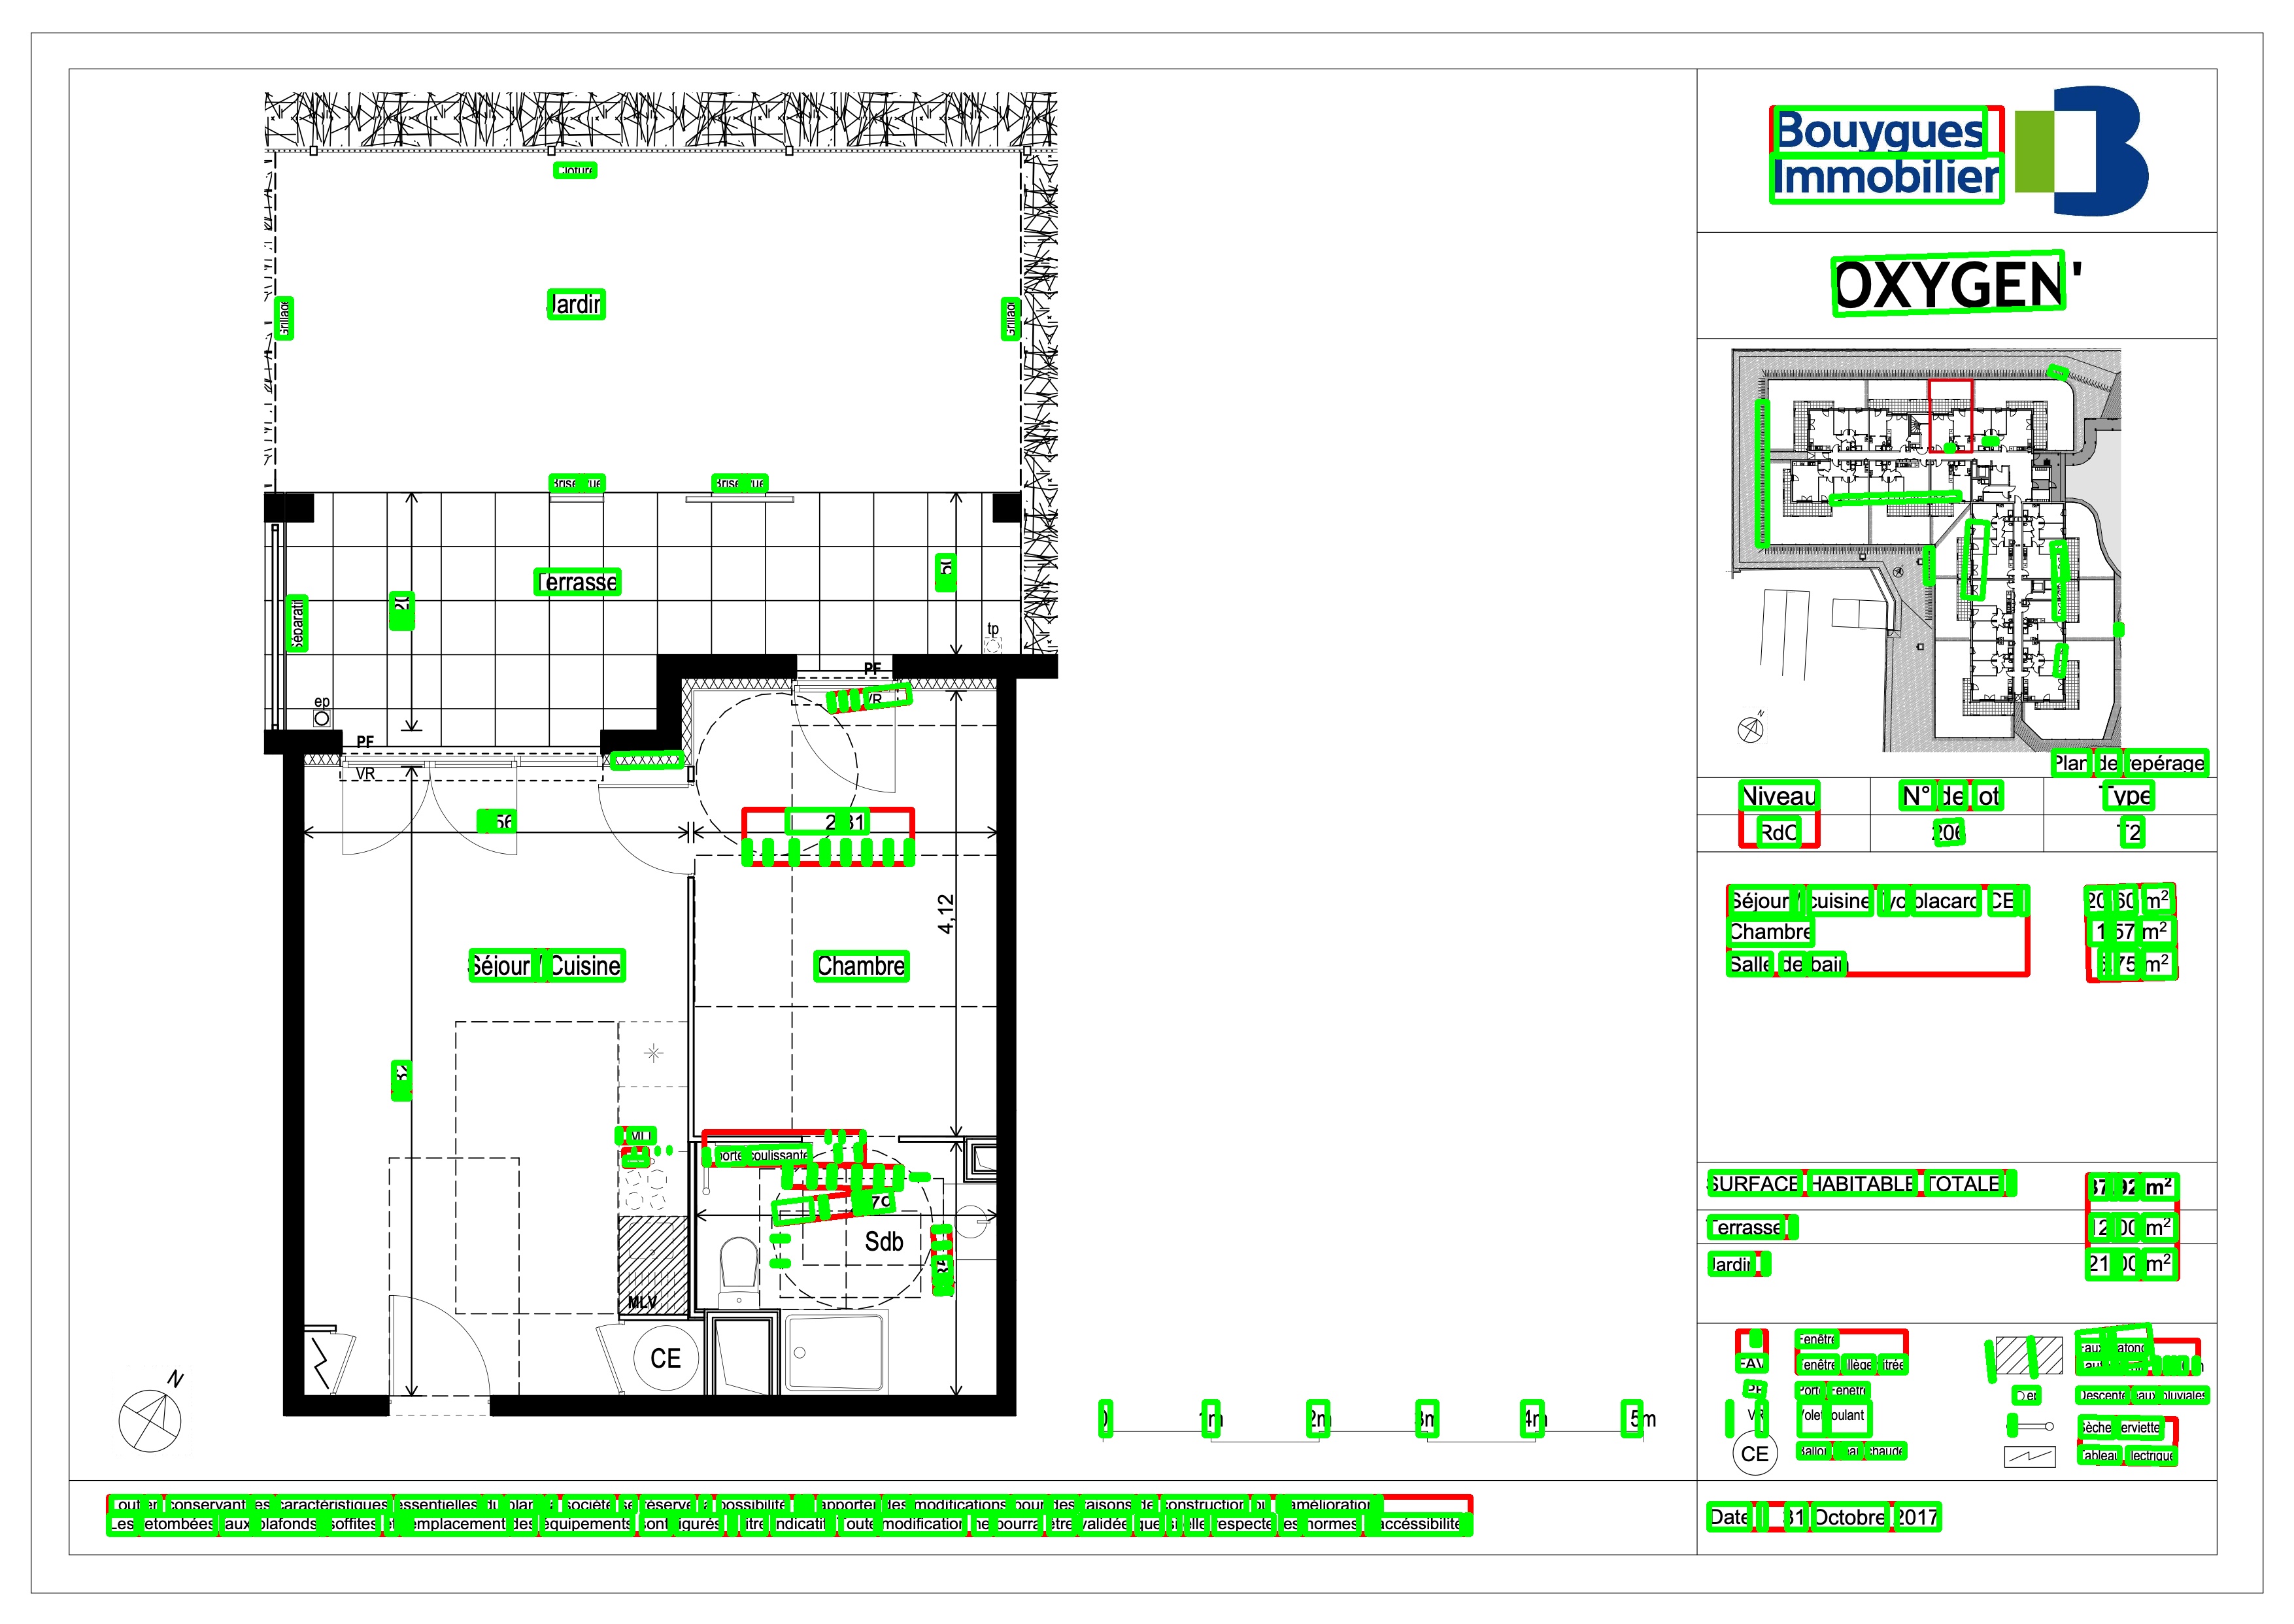 Bouygues
Immobilier
OXYGEN'
Clôture
Jardin
Grillage
Grillage
Brise vue
Brise vue
Terrasse
Séparatif
tp
ep
PF
VR
PF
VR
2,81
4,12
Séjour / Cuisine
Chambre
porte coulissante
Sdb
MLV
CE
N
0 1m 2m 3m 4m 5m
N
Plan de repérage
Niveau N° de lot Type
RdC 206 T2
Séjour / cuisine (yc placard CE) 20,60 m²
Chambre 11,57 m²
Salle de bain 5,75 m²
SURFACE HABITABLE TOTALE : 37,92 m²
Terrasse : 12,00 m²
Jardin : 21,00 m²
Fenêtre
FAV Fenêtre allège vitrée
PF Porte Fenêtre
VR Volet roulant
CE Ballon eau chaude
Faux plafond
ep Descente eaux pluviales
Sèche serviette
Tableau électrique
Tout en conservant les caractéristiques essentielles du plan, la société se réserve la possibilité d'apporter des modifications pour des raisons de construction ou d'amélioration.
Les retombées, faux plafonds, soffites et emplacement des équipements sont figurés à titre indicatif. Toute modification ne pourra être validée que si elle respecte les normes d'accéssibilité.
Date : 31 Octobre 2017